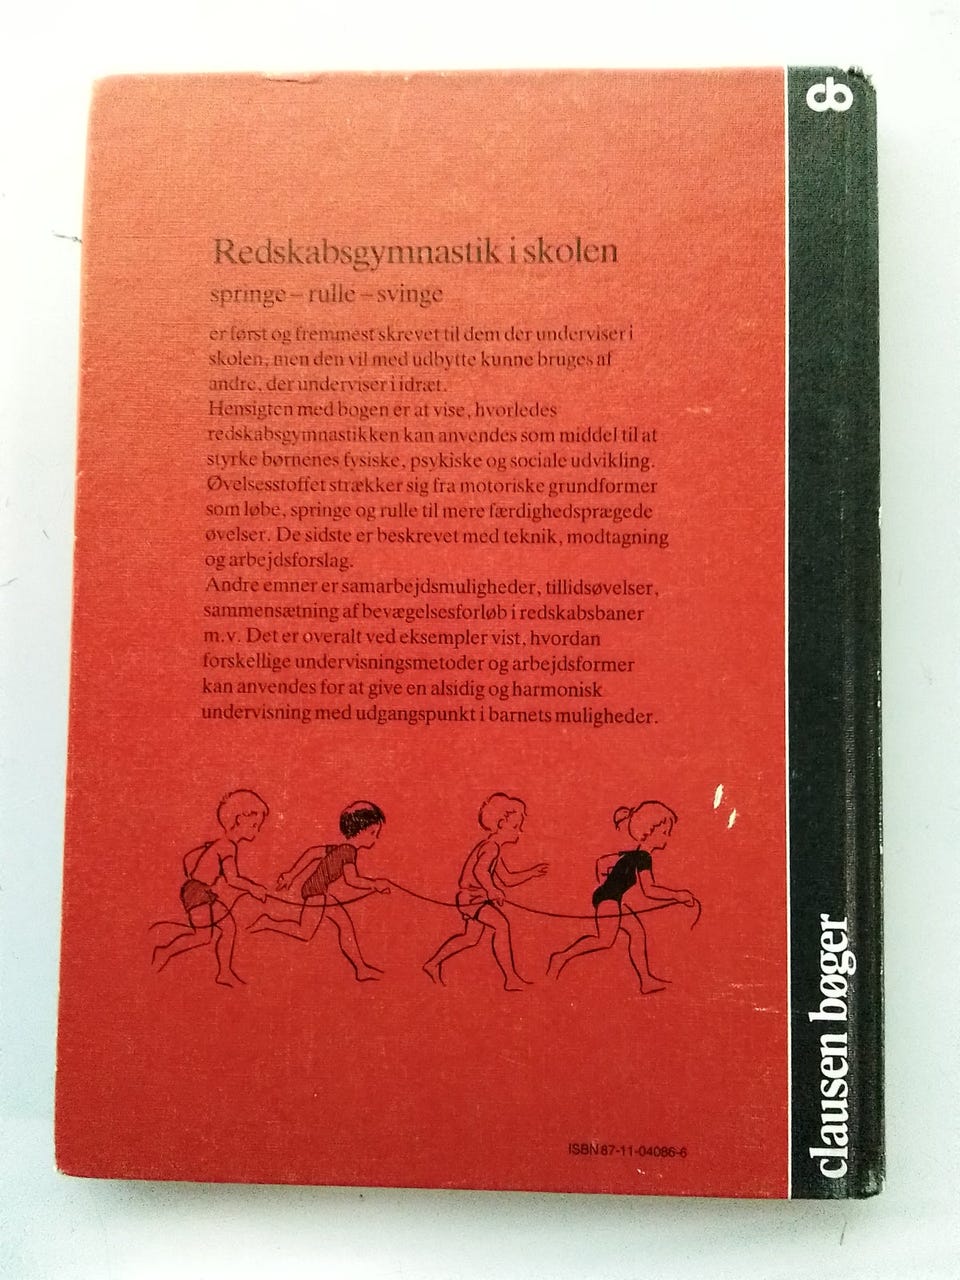 Redskabsgymnastik i skolen
springe – rulle – svinge
er først og fremmest skrevet til dem der underviser i
skolen, men den vil med udbytte kunne bruges af
andre, der underviser i idræt.
Hensigten med bogen er at vise, hvorledes
redskabsgymnastikken kan anvendes som middel til at
styrke børnenes fysiske, psykiske og sociale udvikling.
Øvelsesstoffet strækker sig fra motoriske grundformer
som løbe, springe og rulle til mere færdighedsprægede
øvelser. De sidste er beskrevet med teknik, modtagning
og arbejdsforslag.
Andre emner er samarbejdsmuligheder, tillidsøvelser,
sammensætning af bevægelsesforløb i redskabsbaner
m.v. Det er overalt ved eksempler vist, hvordan
forskellige undervisningsmetoder og arbejdsformer
kan anvendes for at give en alsidig og harmonisk
undervisning med udgangspunkt i barnets muligheder.
ISBN 87-11-04086-6
cb
clausen bøger